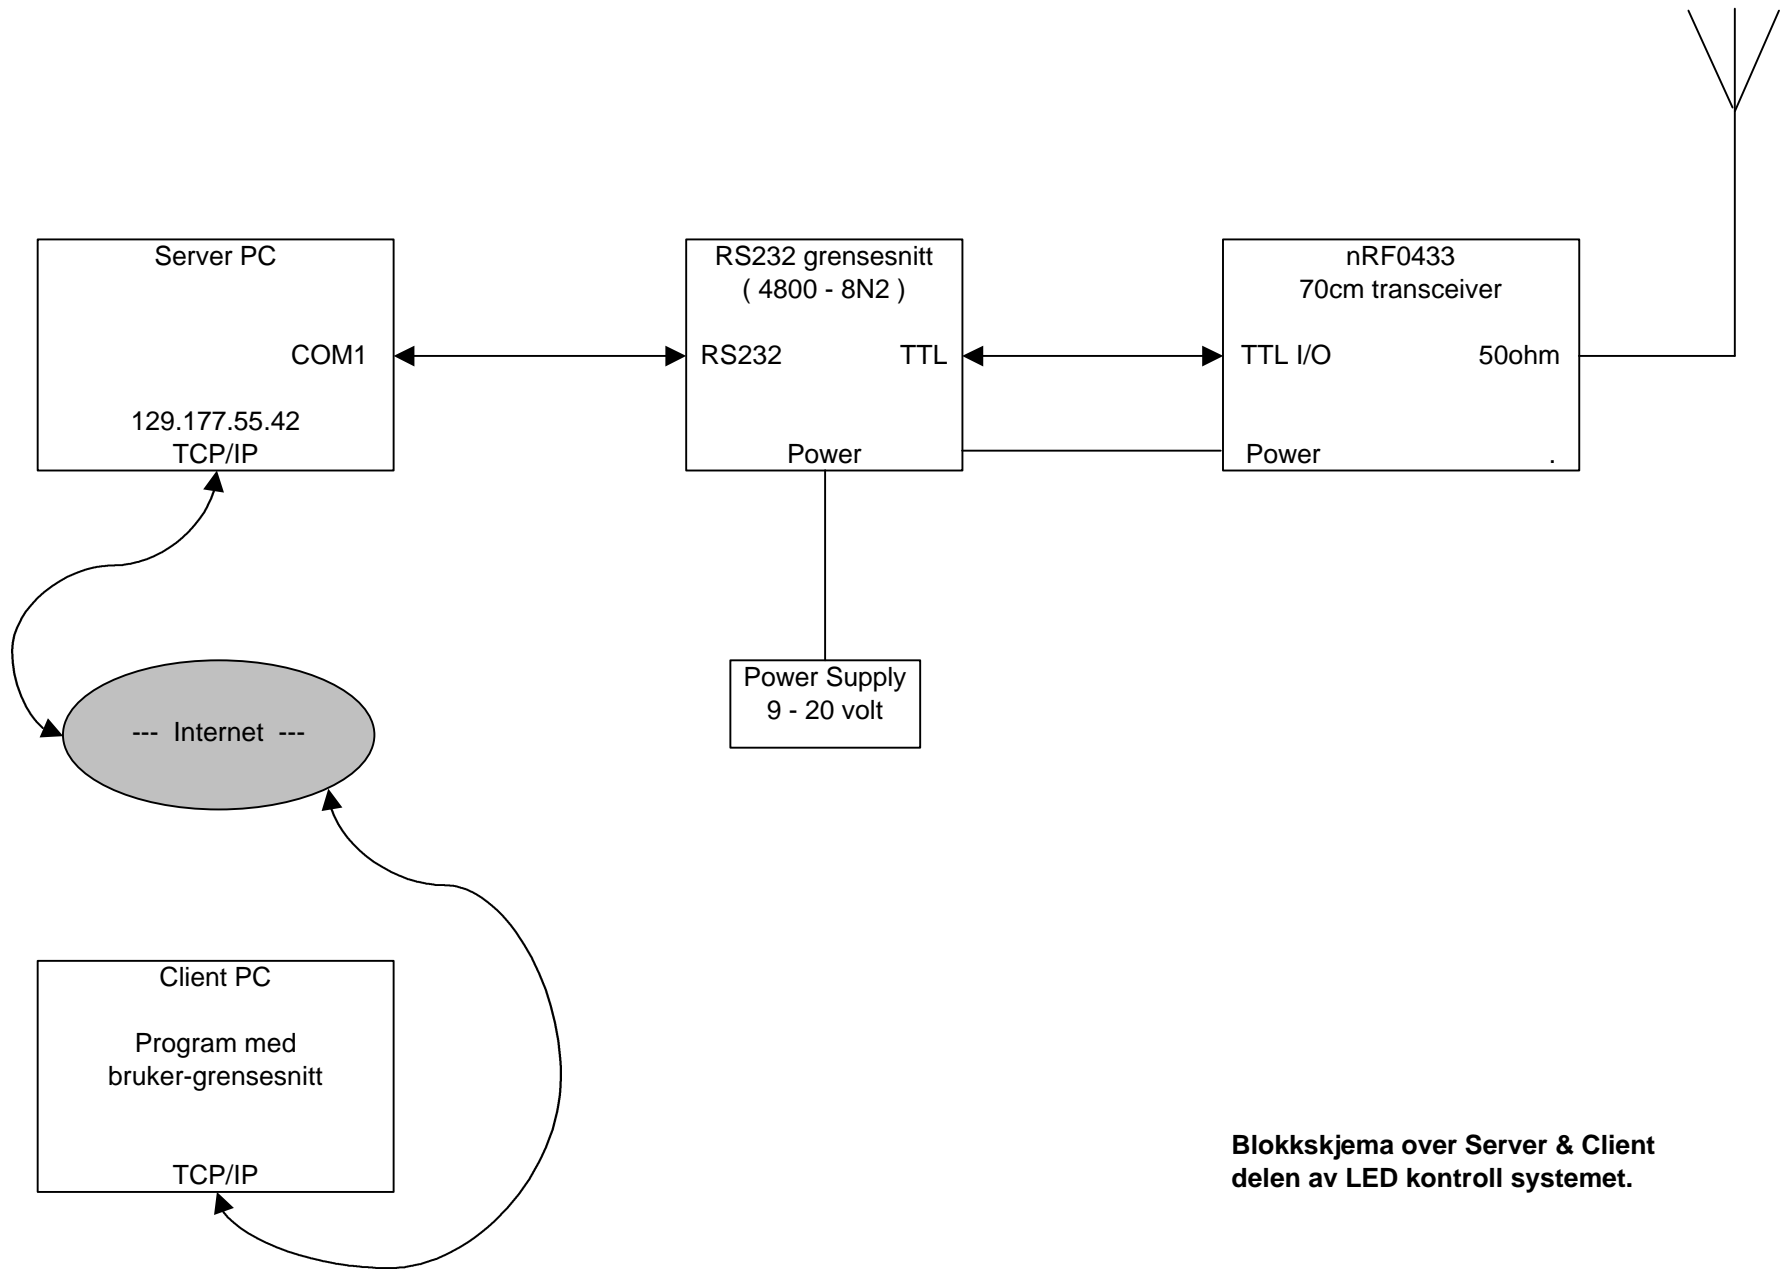 Server PC
COM1
129.177.55.42
TCP/IP
RS232 grensesnitt
( 4800 - 8N2 )
RS232 TTL
Power
nRF0433
70cm transceiver
TTL I/O 50ohm
Power .
Power Supply
9 - 20 volt
--- Internet ---
Client PC
Program med
bruker-grensesnitt
TCP/IP
Blokkskjema over Server & Client
delen av LED kontroll systemet.